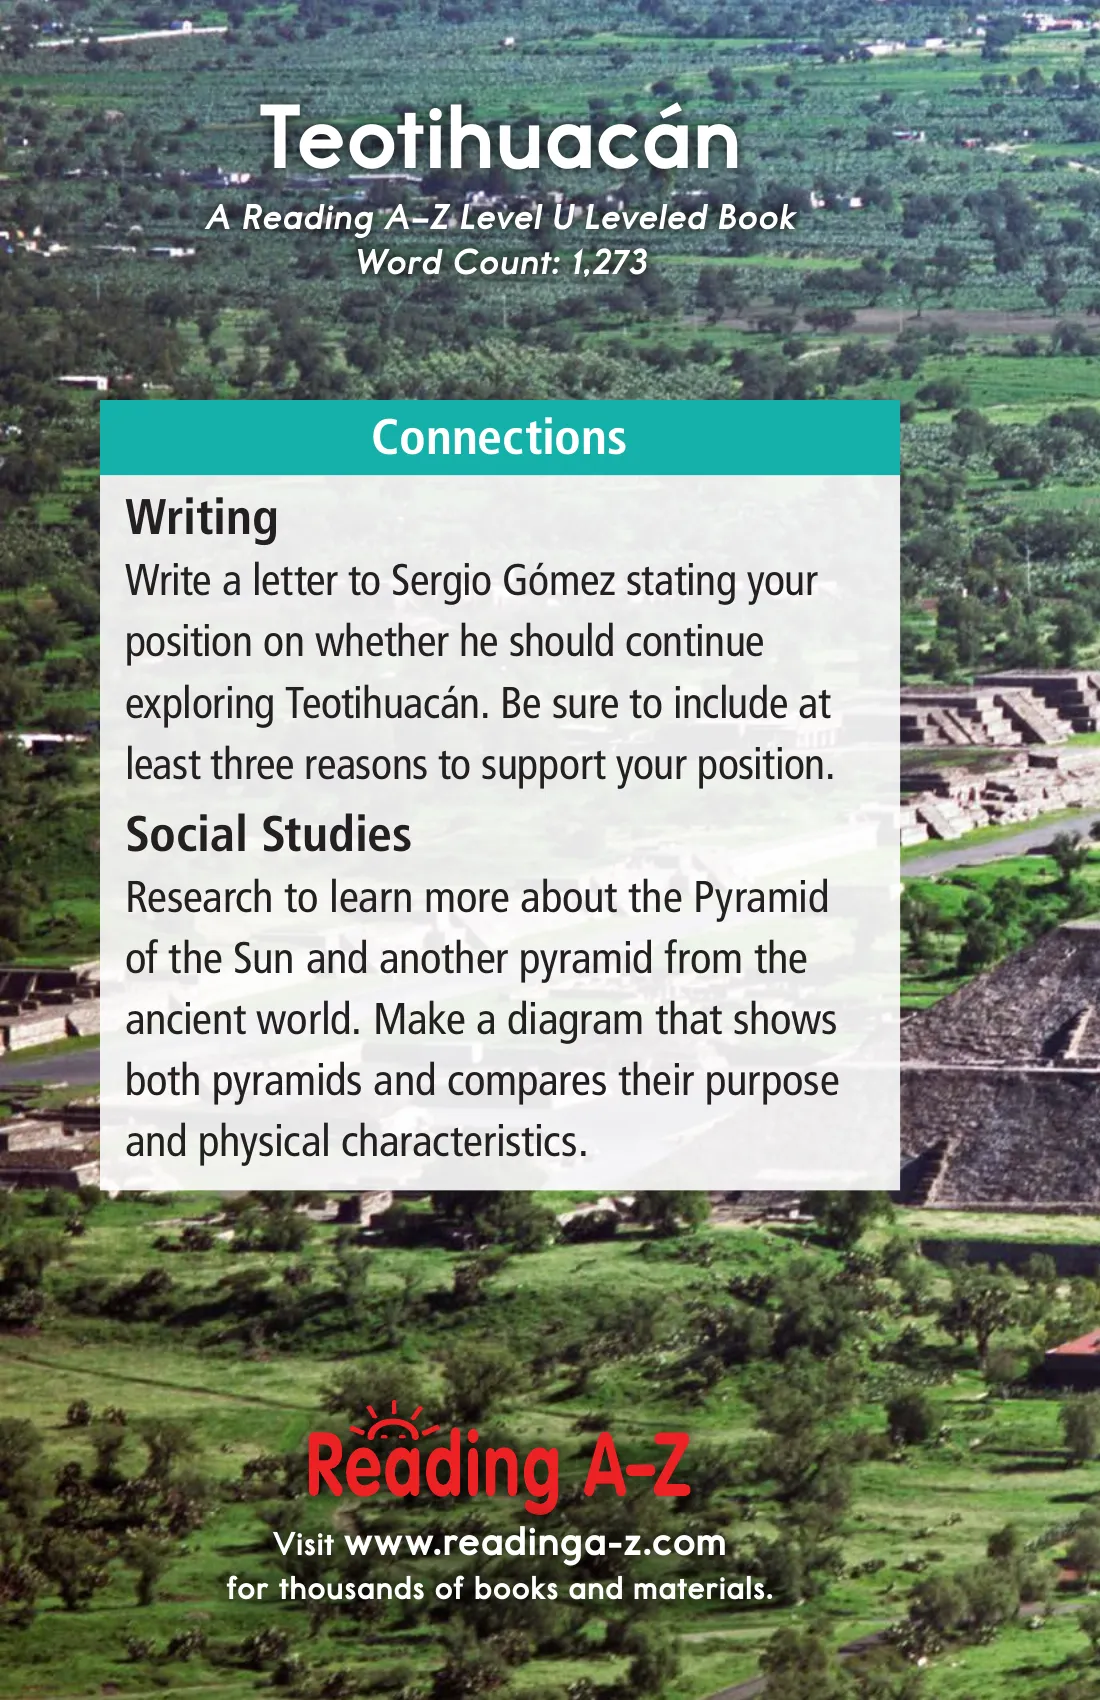 Teotihuacán
A Reading A–Z Level U Leveled Book
Word Count: 1,273
Connections
Writing
Write a letter to Sergio Gómez stating your
position on whether he should continue
exploring Teotihuacán. Be sure to include at
least three reasons to support your position.
Social Studies
Research to learn more about the Pyramid
of the Sun and another pyramid from the
ancient world. Make a diagram that shows
both pyramids and compares their purpose
and physical characteristics.
Reading A–Z
Visit www.readinga-z.com
for thousands of books and materials.